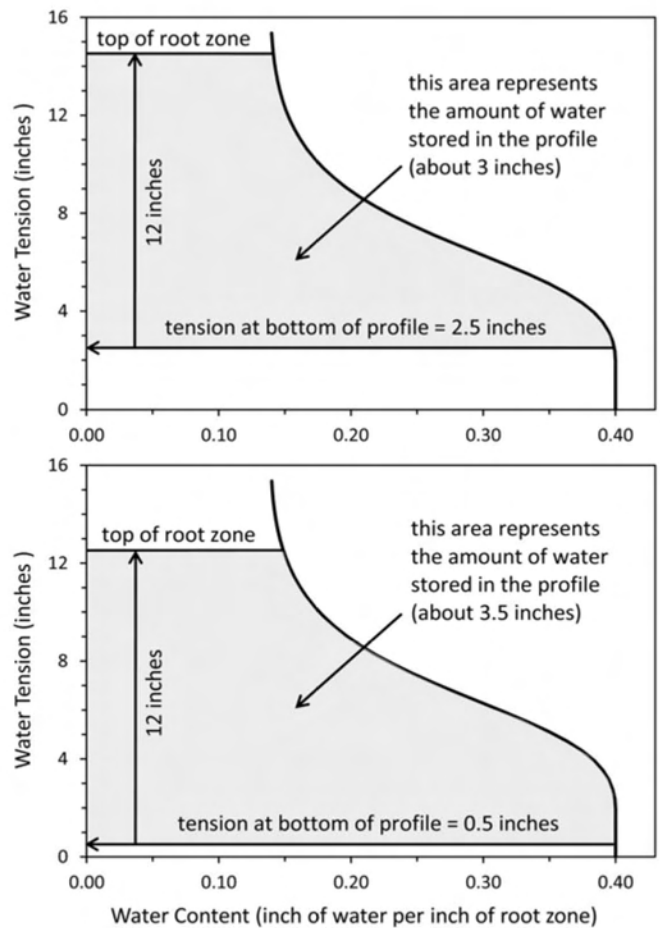 16
top of root zone
this area represents
the amount of water
stored in the profile
(about 3 inches)
12
8
4
0
Water Tension (inches )
12 inches
tension at bottom of profile = 2.5 inches
0.00 0.10 0.20 0.30 0.40
16
top of root zone
this area represents
the amount of water
stored in the profile
(about 3.5 inches)
12
8
4
0
Water Tension (inches )
12 inches
tension at bottom of profile = 0.5 inches
0.00 0.10 0.20 0.30 0.40
Water Content (inch of water per inch of root zone)